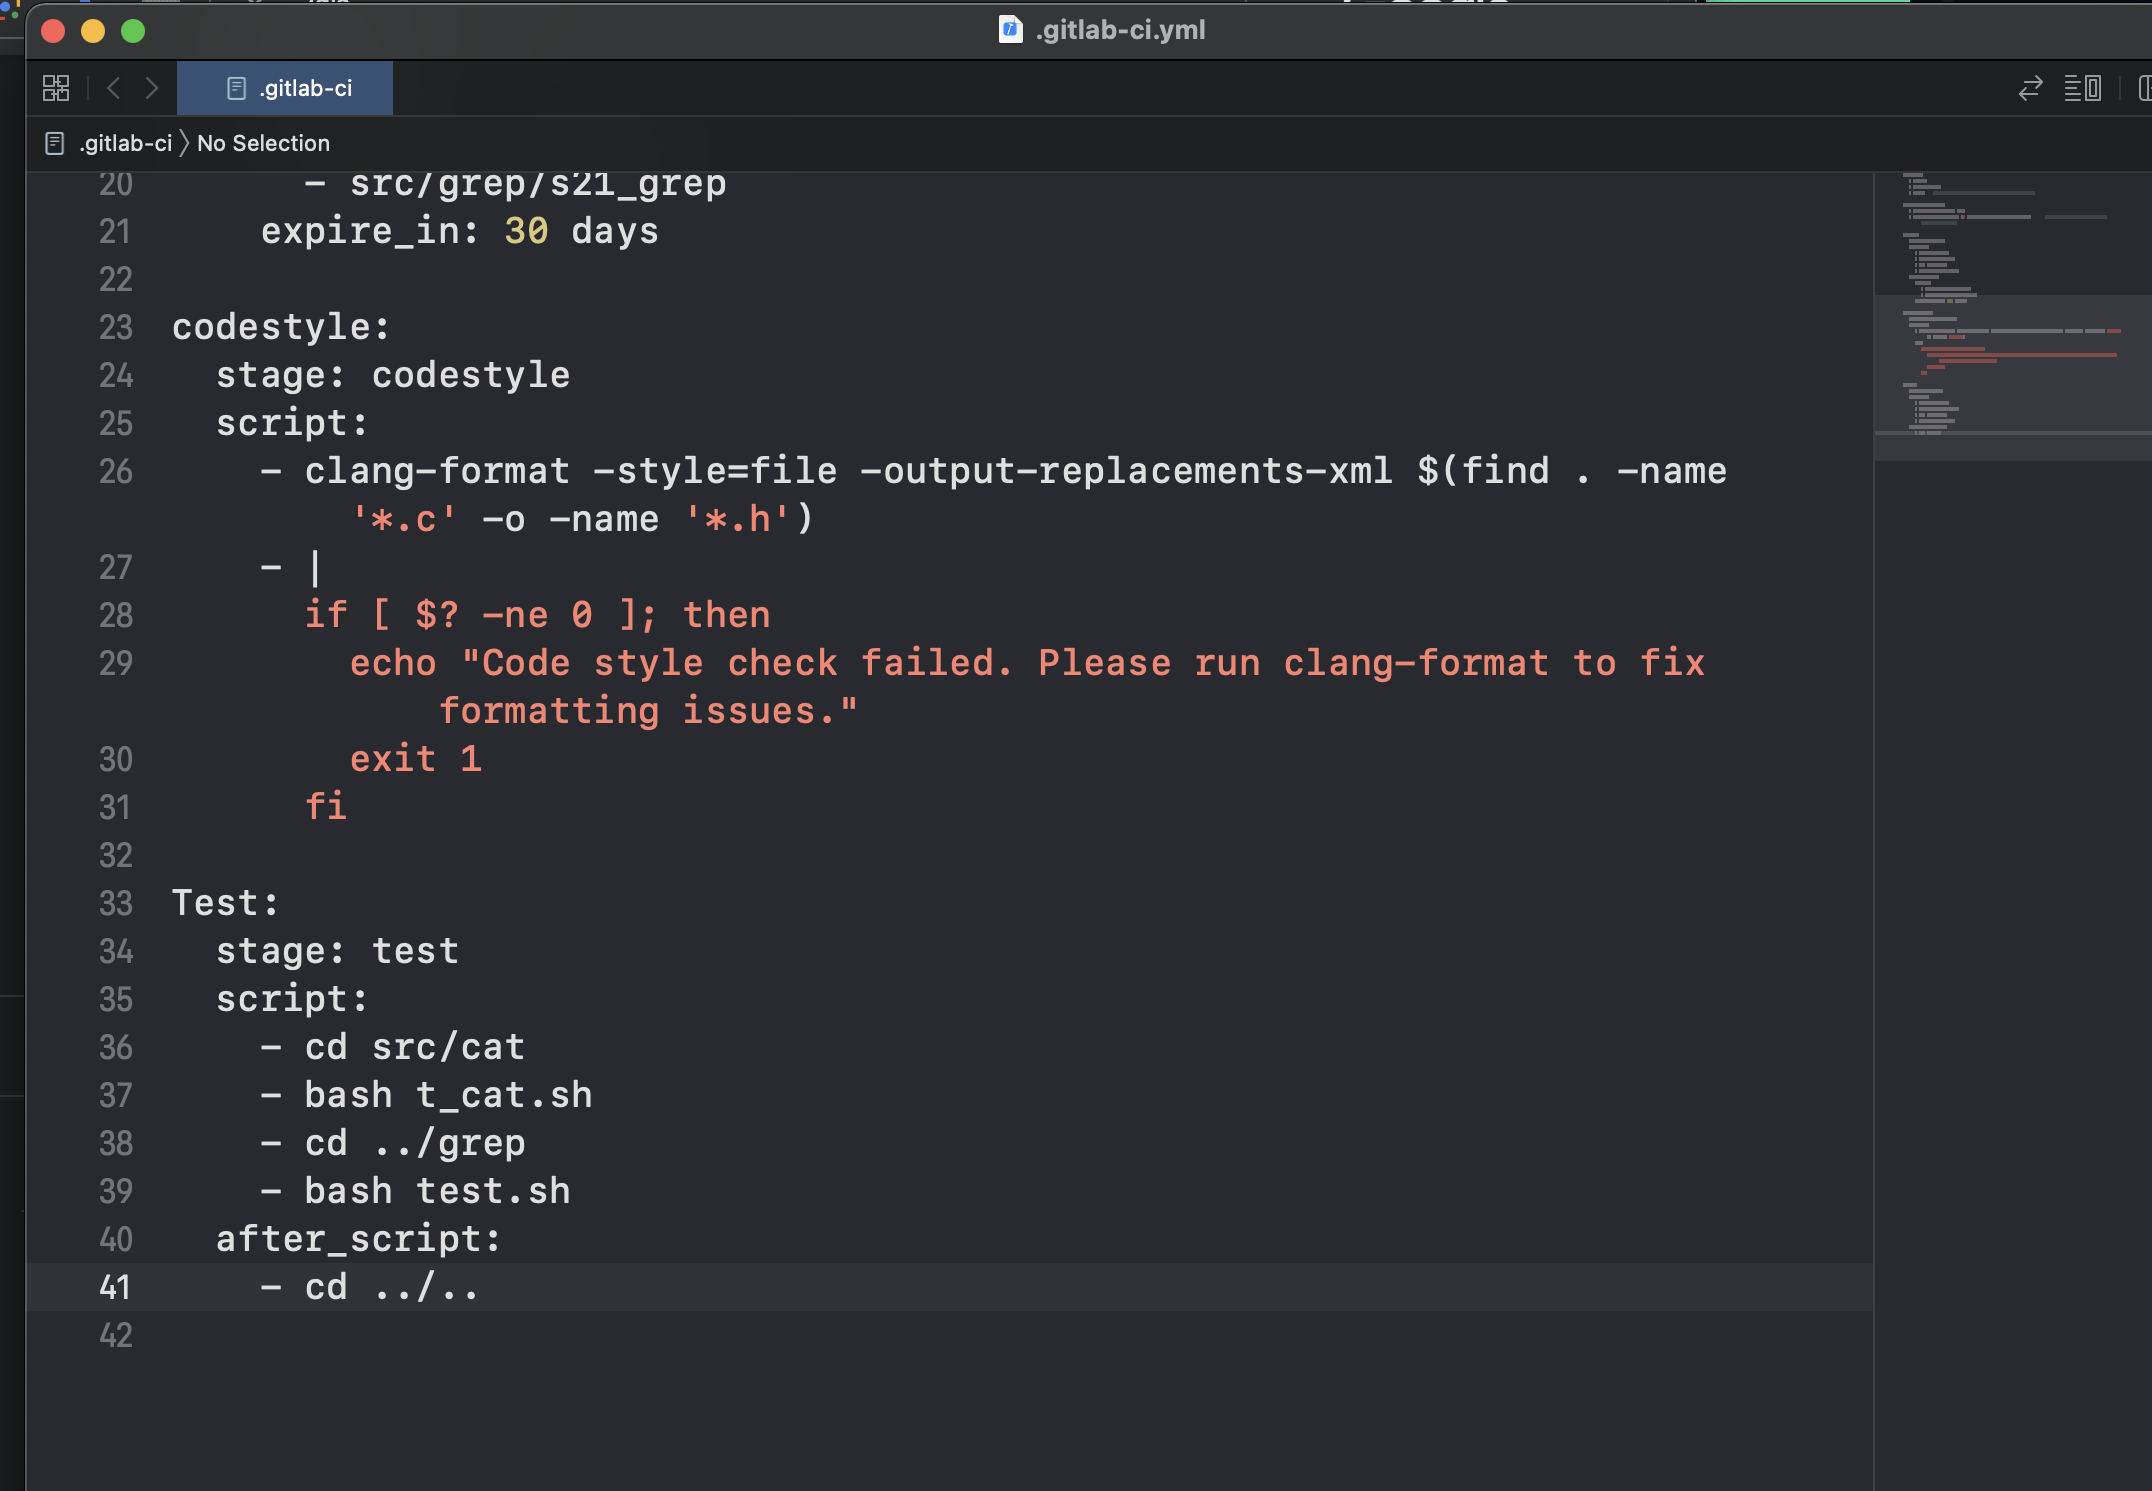 .gitlab-ci.yml
.gitlab-ci
.gitlab-ci 〉 No Selection
20 - src/grep/s21_grep
21 expire_in: 30 days
22
23 codestyle:
24 stage: codestyle
25 script:
26 - clang-format -style=file -output-replacements-xml $(find . -name
'*.c' -o -name '*.h')
27 - |
28 if [ $? -ne 0 ]; then
29 echo "Code style check failed. Please run clang-format to fix
formatting issues."
30 exit 1
31 fi
32
33 Test:
34 stage: test
35 script:
36 - cd src/cat
37 - bash t_cat.sh
38 - cd ../grep
39 - bash test.sh
40 after_script:
41 - cd ../..
42